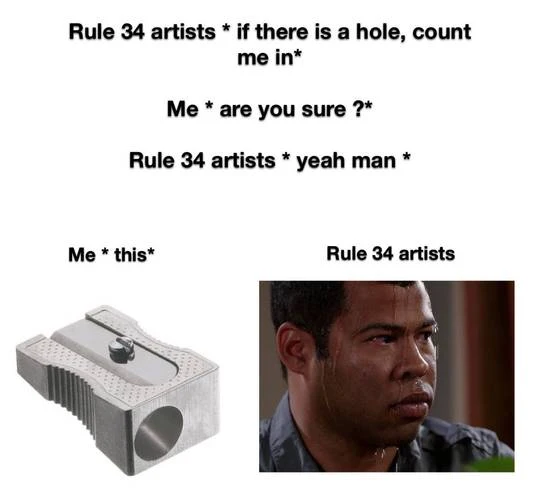 Rule 34 artists * if there is a hole, count
me in*
Me * are you sure ?*
Rule 34 artists * yeah man *
Me * this*
Rule 34 artists